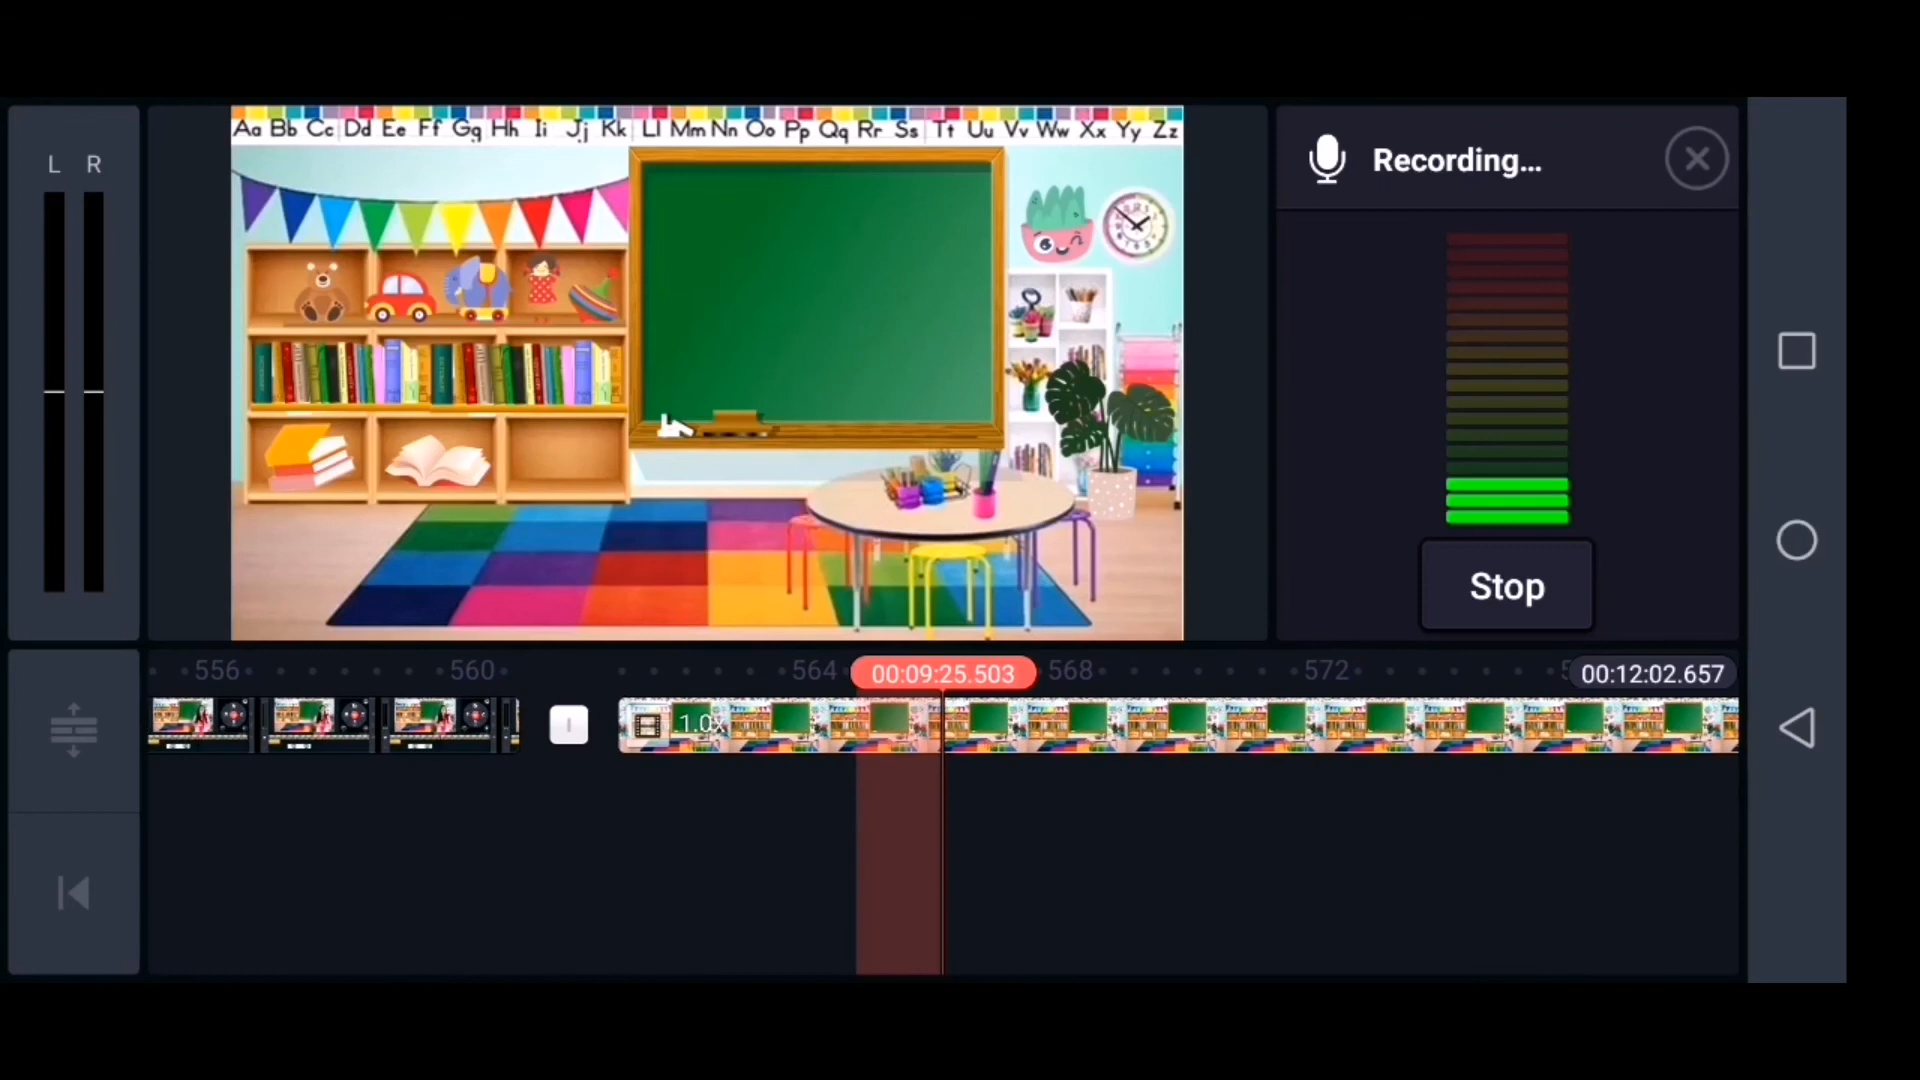 L R
Aa Bb Cc Dd Ee Ff Gg Hh Ii Jj Kk Ll Mm Nn Oo Pp Qq Rr Ss Tt Uu Vv Ww Xx Yy Zz
Recording...
Stop
556 560 564 00:09:25.503 568 572 00:12:02.657
1.0x